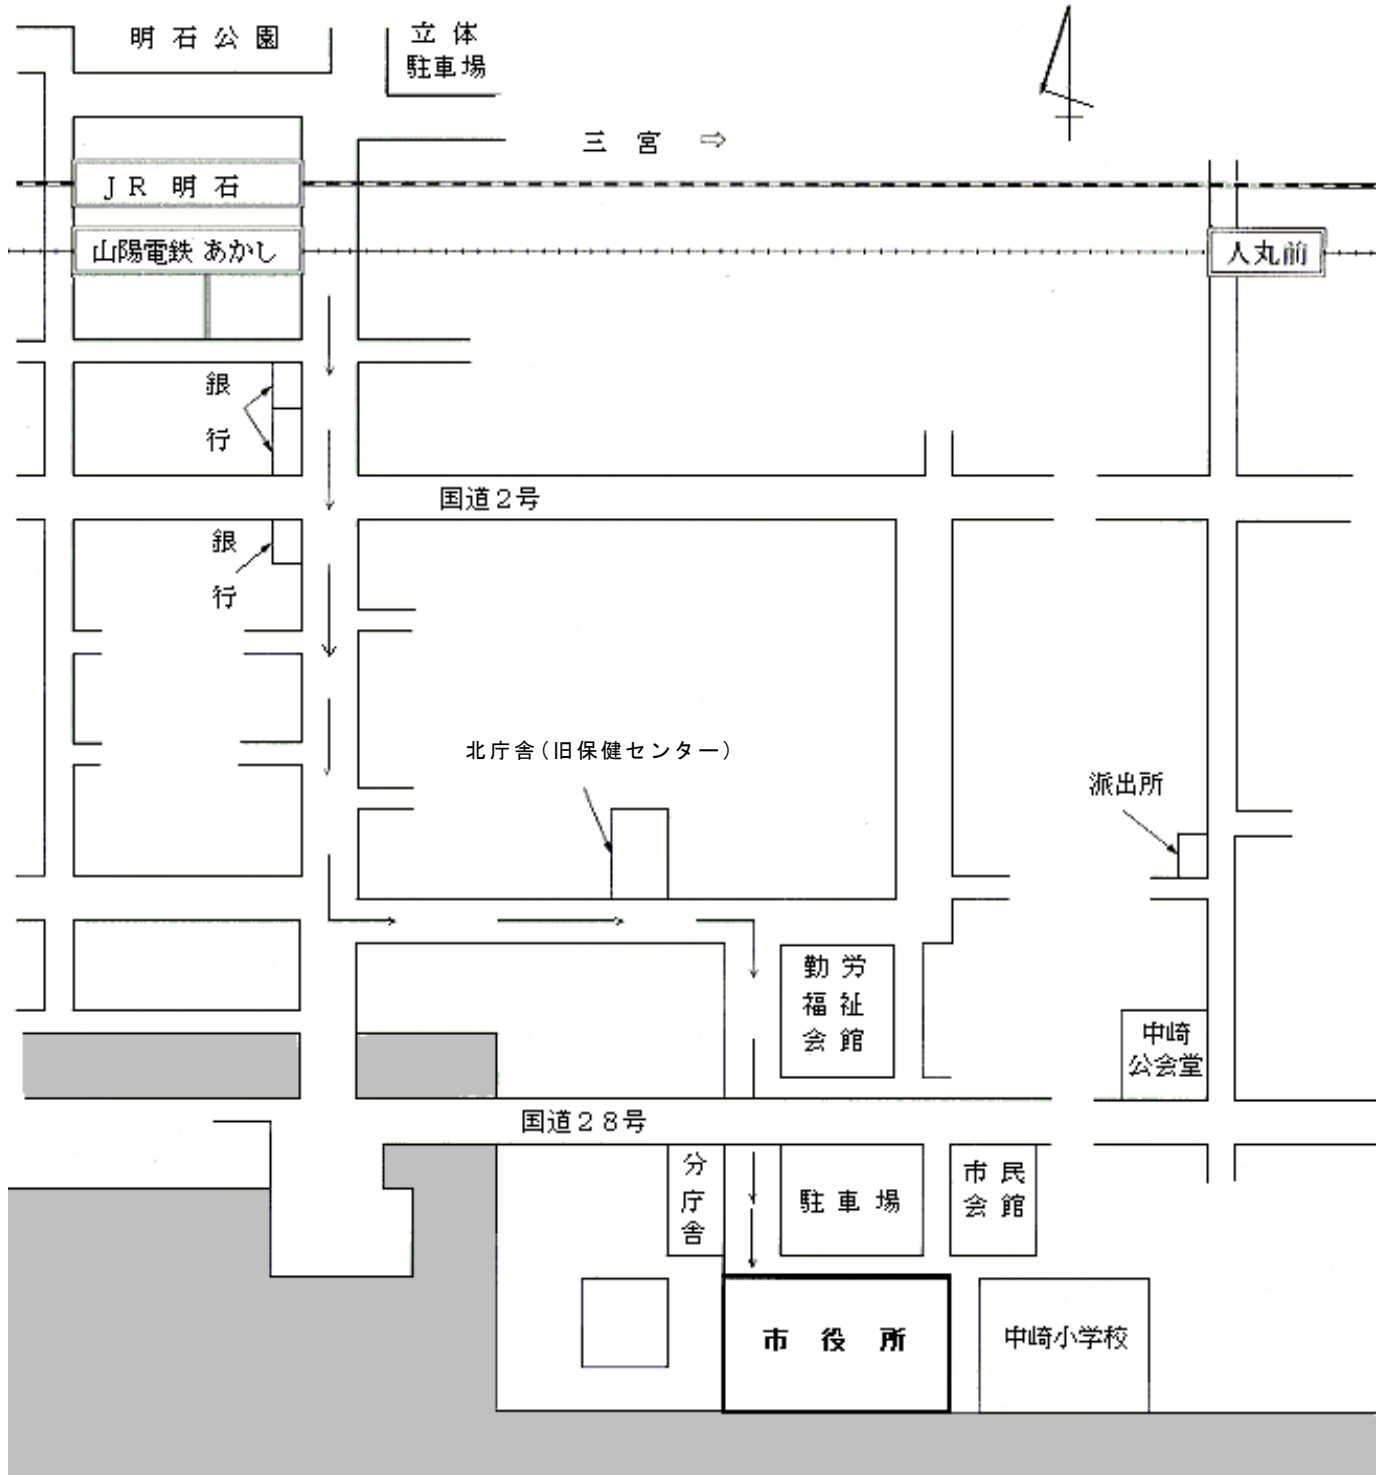 明石公園
立体
駐車場
三宮 ⇨
JR 明石
山陽電鉄 あかし
人丸前
銀
行
国道2号
銀
行
北庁舎(旧保健センター)
派出所
勤労
福祉
会館
中崎
公会堂
国道28号
分
庁
舎
駐車場
市民
会館
市役所
中崎小学校